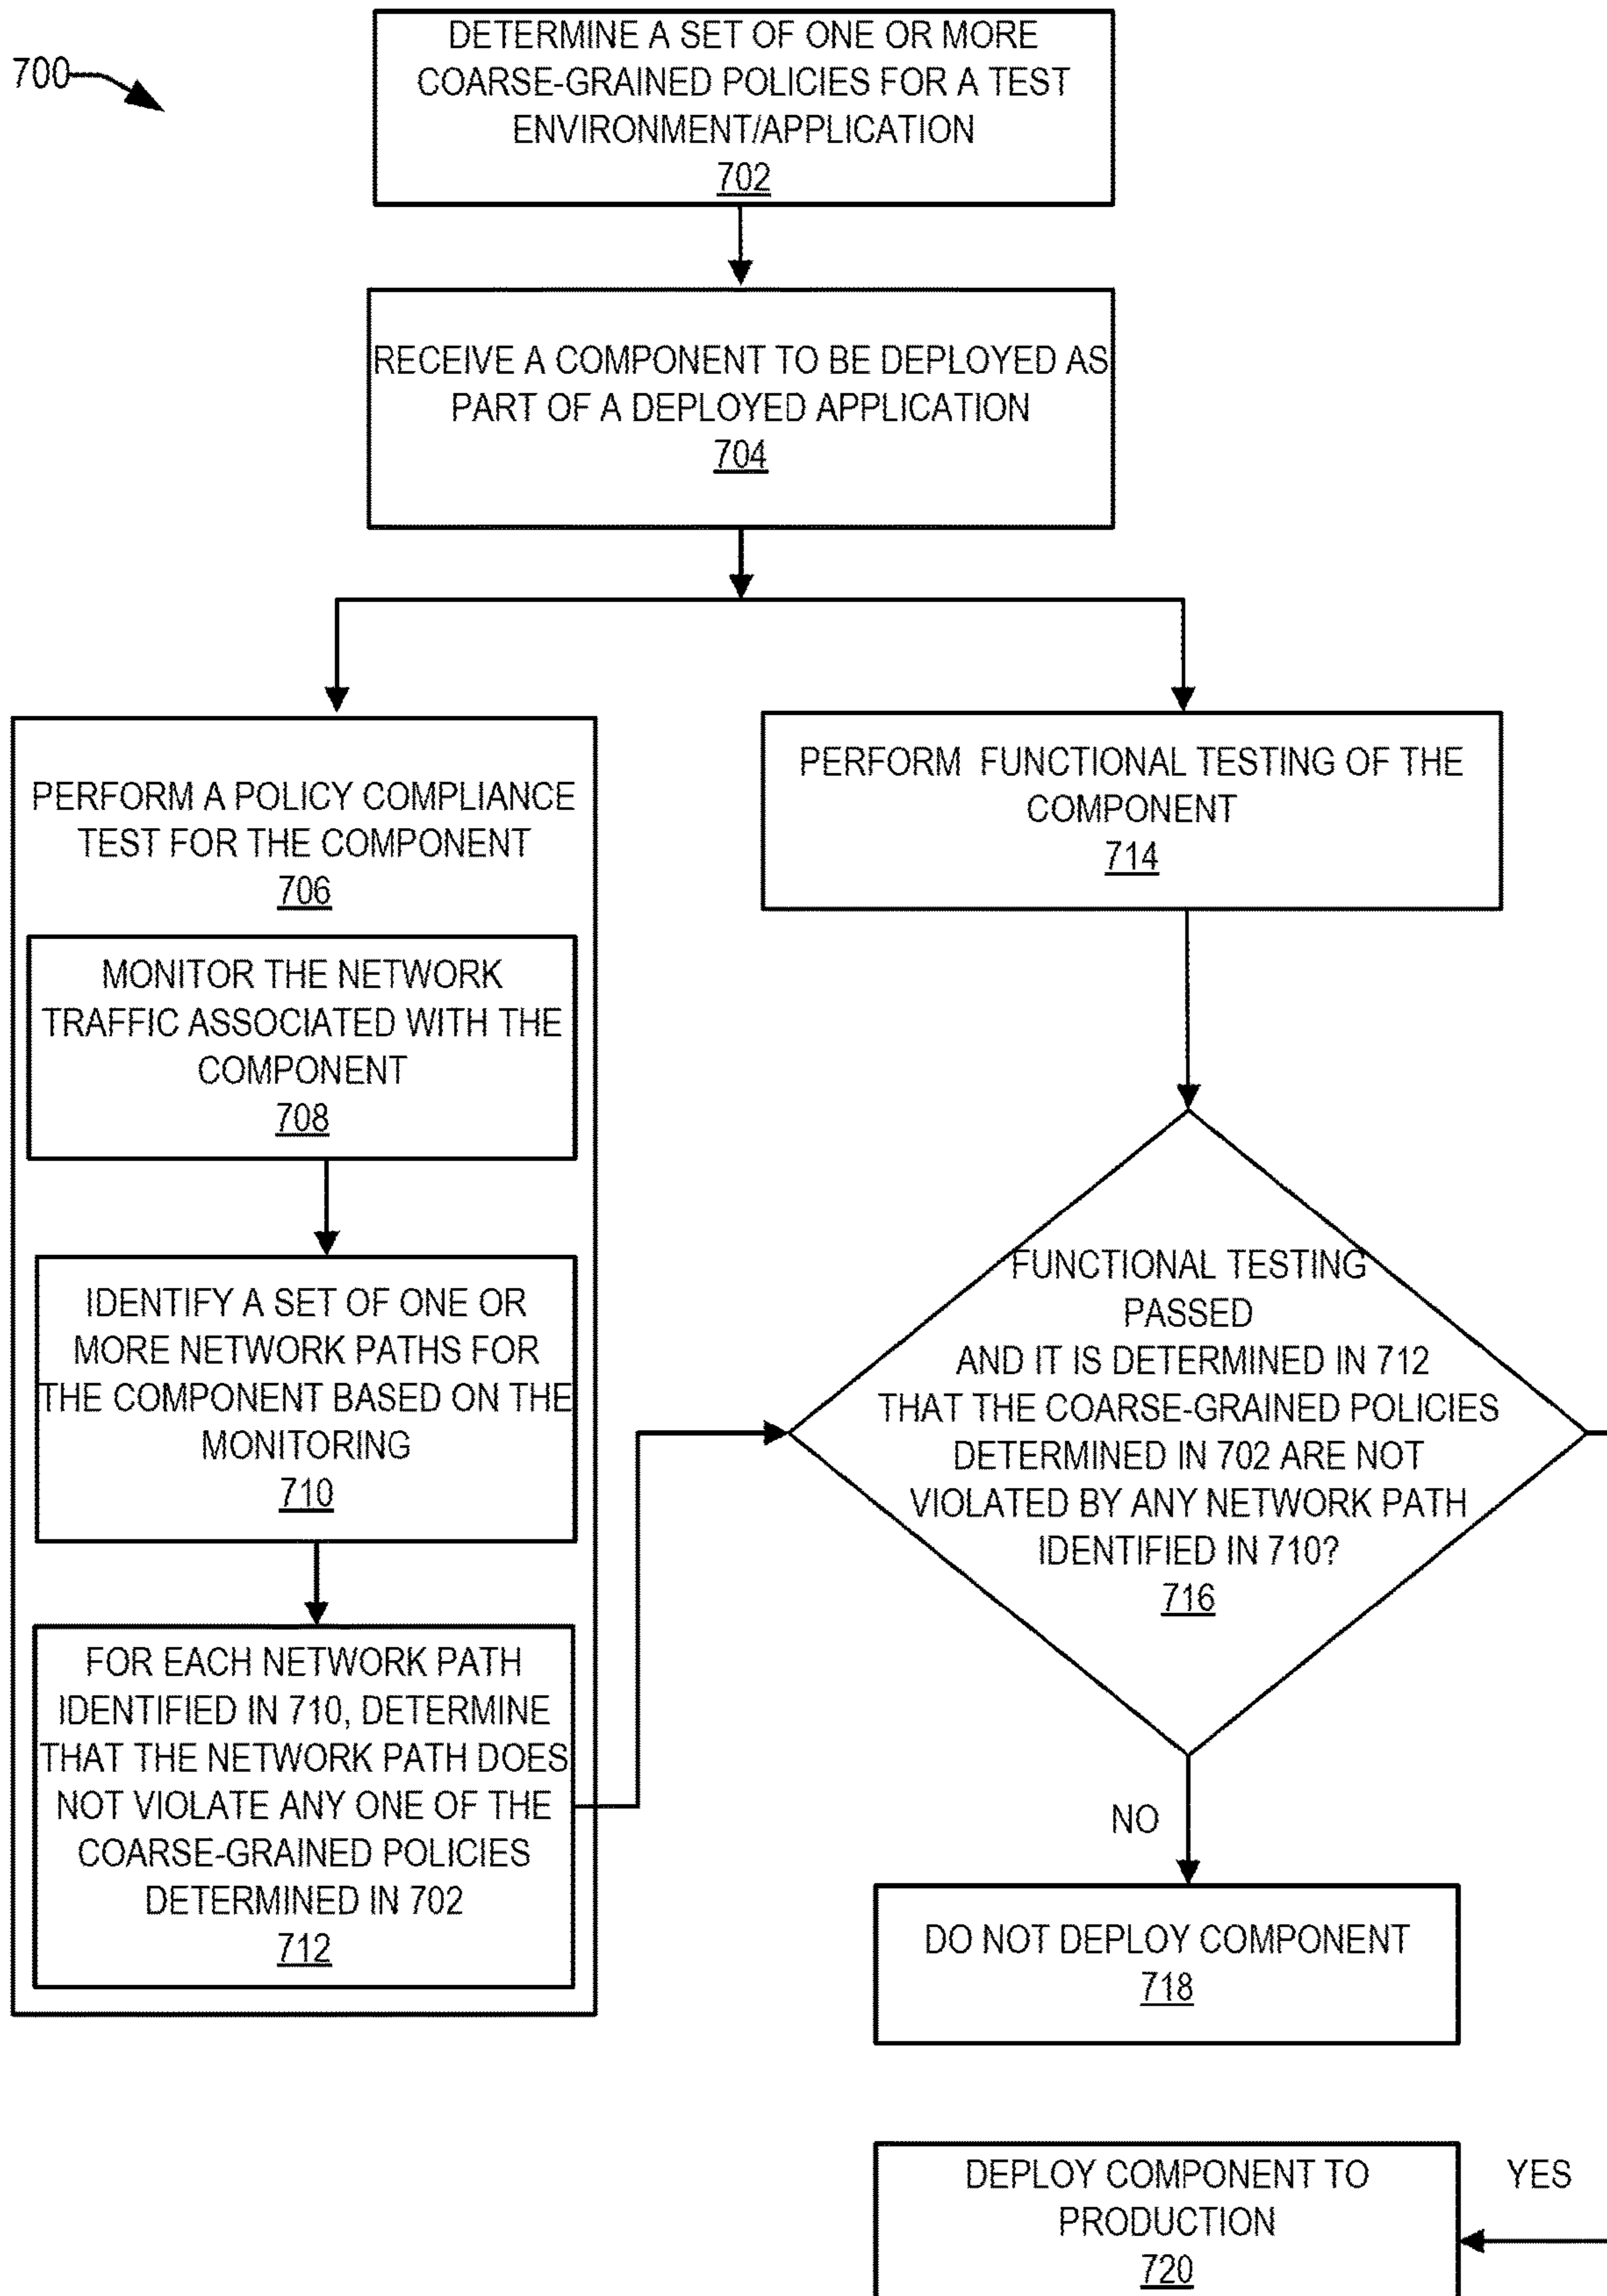 700
DETERMINE A SET OF ONE OR MORE
COARSE-GRAINED POLICIES FOR A TEST
ENVIRONMENT/APPLICATION
702
RECEIVE A COMPONENT TO BE DEPLOYED AS
PART OF A DEPLOYED APPLICATION
704
PERFORM A POLICY COMPLIANCE
TEST FOR THE COMPONENT
706
MONITOR THE NETWORK
TRAFFIC ASSOCIATED WITH THE
COMPONENT
708
IDENTIFY A SET OF ONE OR
MORE NETWORK PATHS FOR
THE COMPONENT BASED ON THE
MONITORING
710
FOR EACH NETWORK PATH
IDENTIFIED IN 710, DETERMINE
THAT THE NETWORK PATH DOES
NOT VIOLATE ANY ONE OF THE
COARSE-GRAINED POLICIES
DETERMINED IN 702
712
PERFORM FUNCTIONAL TESTING OF THE
COMPONENT
714
FUNCTIONAL TESTING
PASSED
AND IT IS DETERMINED IN 712
THAT THE COARSE-GRAINED POLICIES
DETERMINED IN 702 ARE NOT
VIOLATED BY ANY NETWORK PATH
IDENTIFIED IN 710?
716
NO
DO NOT DEPLOY COMPONENT
718
DEPLOY COMPONENT TO
PRODUCTION
720
YES